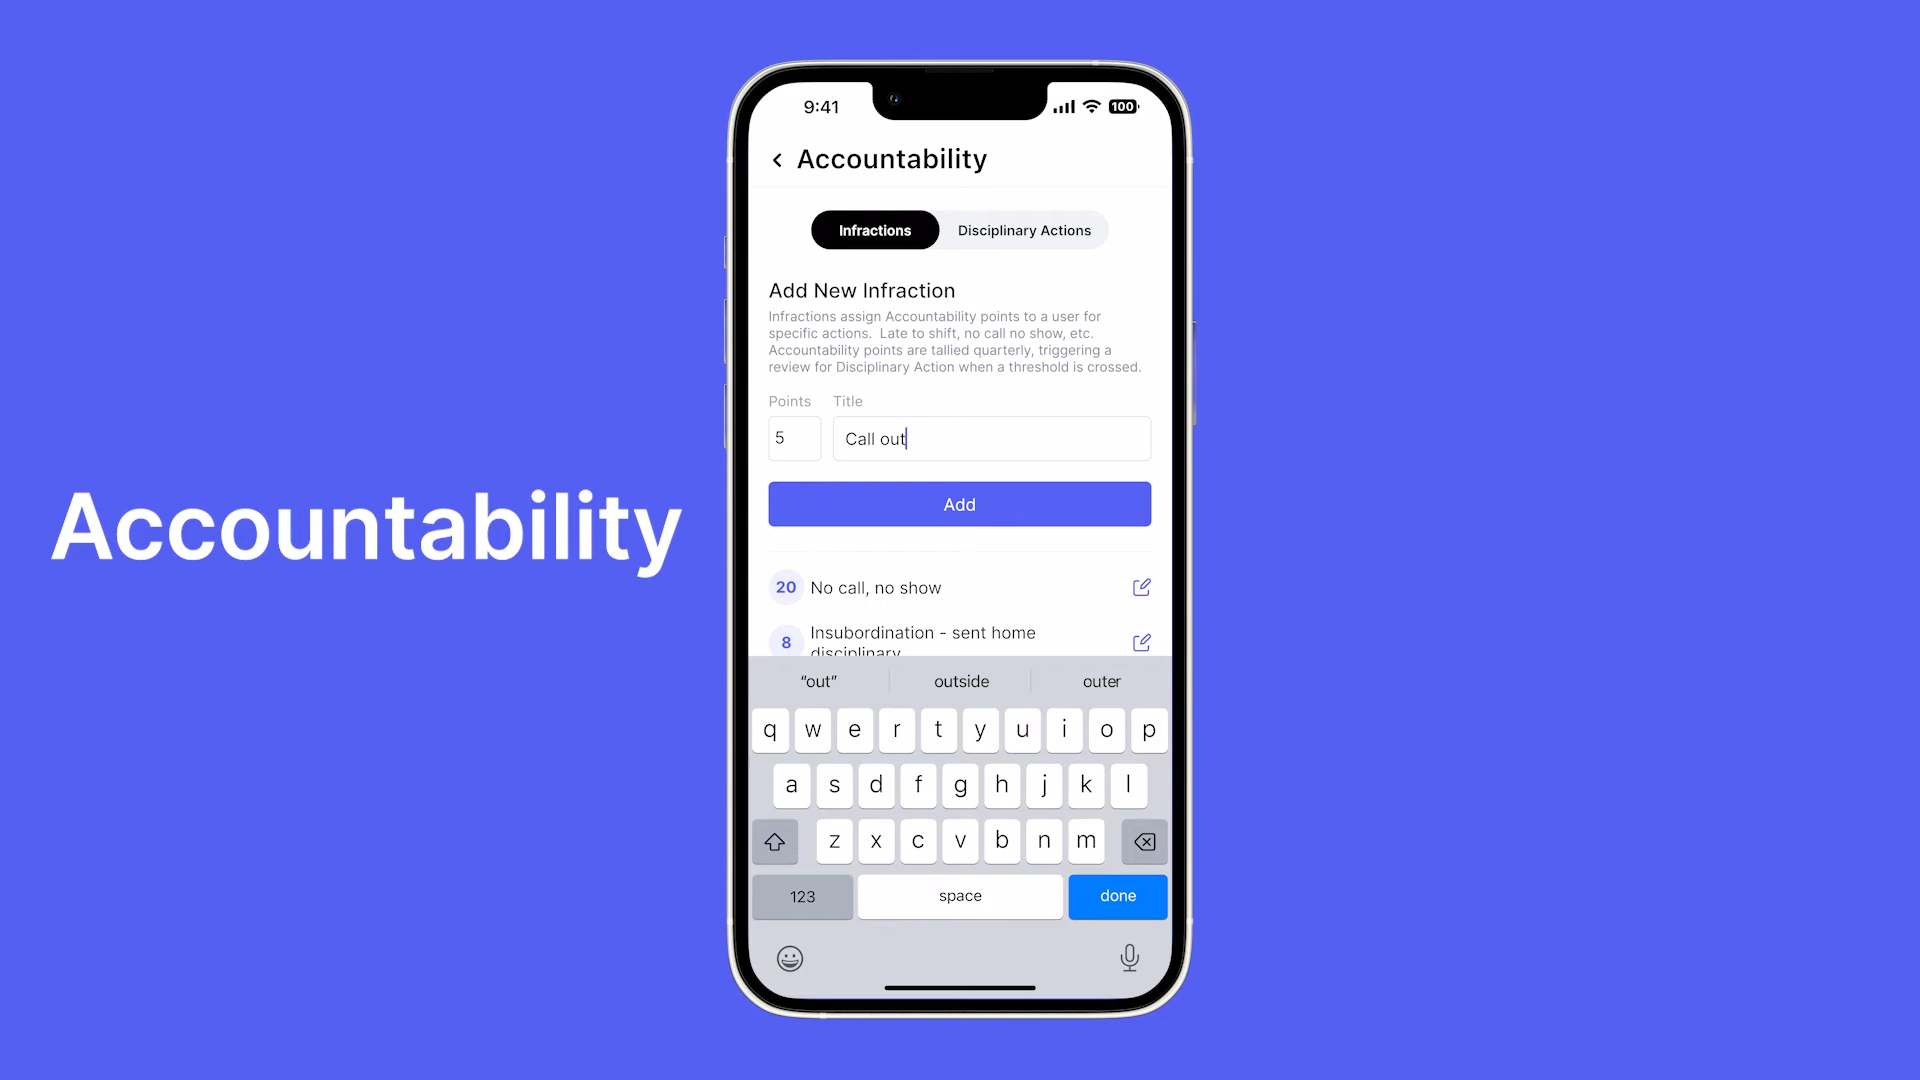 Accountability
9:41
100
Accountability
Infractions
Disciplinary Actions
Add New Infraction
Infractions assign Accountability points to a user for
specific actions.  Late to shift, no call no show, etc.
Accountability points are tallied quarterly, triggering a
review for Disciplinary Action when a threshold is crossed.
Points Title
5 Call out
Add
20 No call, no show
8 Insubordination - sent home
disciplinary
“out” outside outer
q w e r t y u i o p
a s d f g h j k l
z x c v b n m
123 space done